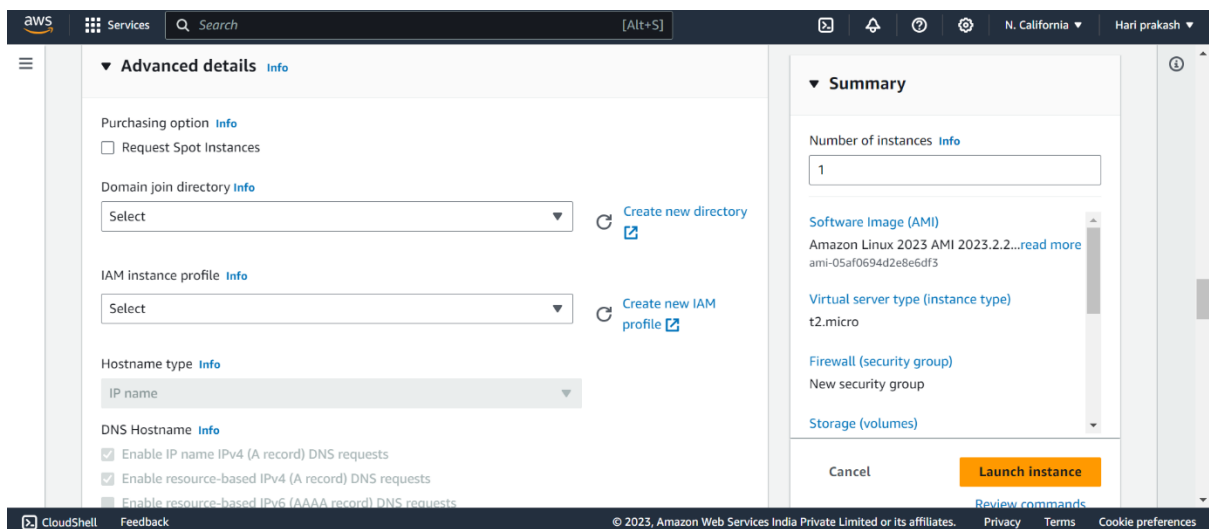 aws
Services
Search
[Alt+S]
N. California
Hari prakash
Advanced details Info
Purchasing option Info
Request Spot Instances
Domain join directory Info
Select
Create new directory
IAM instance profile Info
Select
Create new IAM
profile
Hostname type Info
IP name
DNS Hostname Info
Enable IP name IPv4 (A record) DNS requests
Enable resource-based IPv4 (A record) DNS requests
Enable resource-based IPv6 (AAAA record) DNS requests
Summary
Number of instances Info
1
Software Image (AMI)
Amazon Linux 2023 AMI 2023.2.2...read more
ami-05af0694d2e8e6df3
Virtual server type (instance type)
t2.micro
Firewall (security group)
New security group
Storage (volumes)
Cancel
Launch instance
Review commands
CloudShell
Feedback
© 2023, Amazon Web Services India Private Limited or its affiliates.
Privacy
Terms
Cookie preferences